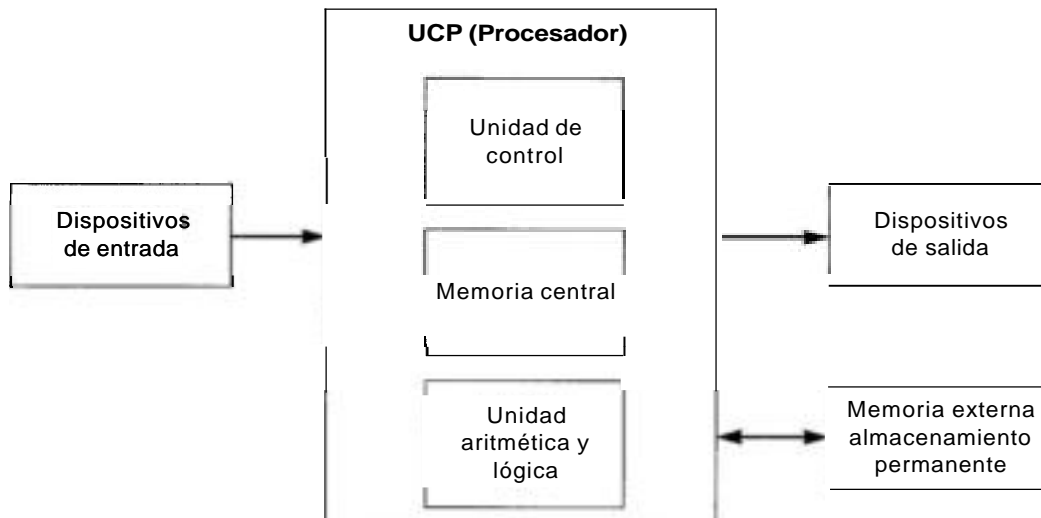 UCP (Procesador)
Unidad de
control
Dispositivos
de entrada
Memoria central
Unidad
aritmética y
lógica
Dispositivos
de salida
Memoria externa
almacenamiento
permanente